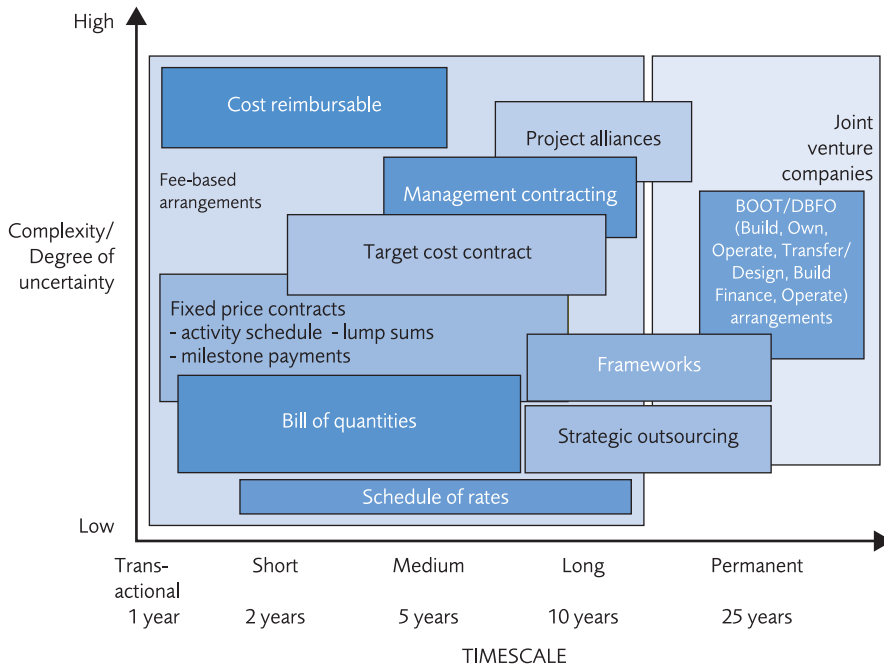 High
Cost reimbursable
Project alliances
Joint
venture
companies
Fee-based
arrangements
Management contracting
BOOT/DBFO
(Build, Own,
Operate, Transfer/
Design, Build
Finance, Operate)
arrangements
Complexity/
Degree of
uncertainty
Target cost contract
Fixed price contracts
- activity schedule - lump sums
- milestone payments
Frameworks
Bill of quantities
Strategic outsourcing
Schedule of rates
Low
Trans-
actional
Short
Medium
Long
Permanent
1 year
2 years
5 years
10 years
25 years
TIMESCALE